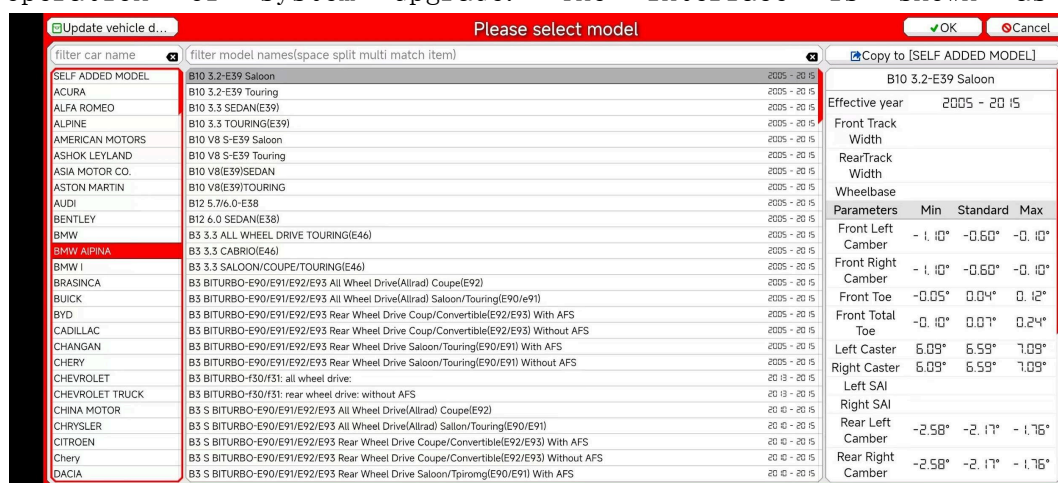 operation or system upgrade. The interface is shown as
Update vehicle d...
Please select model
OK
Cancel
filter car name
filter model names(space split multi match item)
Copy to [SELF ADDED MODEL]
SELF ADDED MODEL
ACURA
ALFA ROMEO
ALPINE
AMERICAN MOTORS
ASHOK LEYLAND
ASIA MOTOR CO.
ASTON MARTIN
AUDI
BENTLEY
BMW
BMW AIPINA
BMW I
BRASINCA
BUICK
BYD
CADILLAC
CHANGAN
CHERY
CHEVROLET
CHEVROLET TRUCK
CHINA MOTOR
CHRYSLER
CITROEN
Chery
DACIA
B10 3.2-E39 Saloon 2005 - 2015
B10 3.2-E39 Touring 2005 - 2015
B10 3.3 SEDAN(E39) 2005 - 2015
B10 3.3 TOURING(E39) 2005 - 2015
B10 V8 S-E39 Saloon 2005 - 2015
B10 V8 S-E39 Touring 2005 - 2015
B10 V8(E39)SEDAN 2005 - 2015
B10 V8(E39)TOURING 2005 - 2015
B12 5.7/6.0-E38 2005 - 2015
B12 6.0 SEDAN(E38) 2005 - 2015
B3 3.3 ALL WHEEL DRIVE TOURING(E46) 2005 - 2015
B3 3.3 CABRIO(E46) 2005 - 2015
B3 3.3 SALOON/COUPE/TOURING(E46) 2005 - 2015
B3 BITURBO-E90/E91/E92/E93 All Wheel Drive(Allrad) Coupe(E92) 2005 - 2015
B3 BITURBO-E90/E91/E92/E93 All Wheel Drive(Allrad) Saloon/Touring(E90/e91) 2005 - 2015
B3 BITURBO-E90/E91/E92/E93 Rear Wheel Drive Coup/Convertible(E92/E93) With AFS 2005 - 2015
B3 BITURBO-E90/E91/E92/E93 Rear Wheel Drive Coup/Convertible(E92/E93) Without AFS 2005 - 2015
B3 BITURBO-E90/E91/E92/E93 Rear Wheel Drive Saloon/Touring(E90/E91) With AFS 2005 - 2015
B3 BITURBO-E90/E91/E92/E93 Rear Wheel Drive Saloon/Touring(E90/E91) Without AFS 2005 - 2015
B3 BITURBO-f30/f31: all wheel drive: 2013 - 2015
B3 BITURBO-f30/f31: rear wheel drive: without AFS 2013 - 2015
B3 S BITURBO-E90/E91/E92/E93 All Wheel Drive(Allrad) Coupe(E92) 2010 - 2015
B3 S BITURBO-E90/E91/E92/E93 All Wheel Drive(Allrad) Sallon/Touring(E90/E91) 2010 - 2015
B3 S BITURBO-E90/E91/E92/E93 Rear Wheel Drive Coupe/Convertible(E92/E93) With AFS 2010 - 2015
B3 S BITURBO-E90/E91/E92/E93 Rear Wheel Drive Coupe/Convertible(E92/E93) Without AFS 2010 - 2015
B3 S BITURBO-E90/E91/E92/E93 Rear Wheel Drive Saloon/Tpiromg(E90/E91) With AFS 2010 - 2015
B10 3.2-E39 Saloon
Effective year 2005 - 2015
Front Track
Width
RearTrack
Width
Wheelbase
Parameters Min Standard Max
Front Left
Camber -1.10° -0.60° -0.10°
Front Right
Camber -1.10° -0.60° -0.10°
Front Toe -0.05° 0.04° 0.12°
Front Total
Toe -0.10° 0.07° 0.24°
Left Caster 6.09° 6.59° 7.09°
Right Caster 6.09° 6.59° 7.09°
Left SAI
Right SAI
Rear Left
Camber -2.58° -2.17° -1.76°
Rear Right
Camber -2.58° -2.17° -1.76°